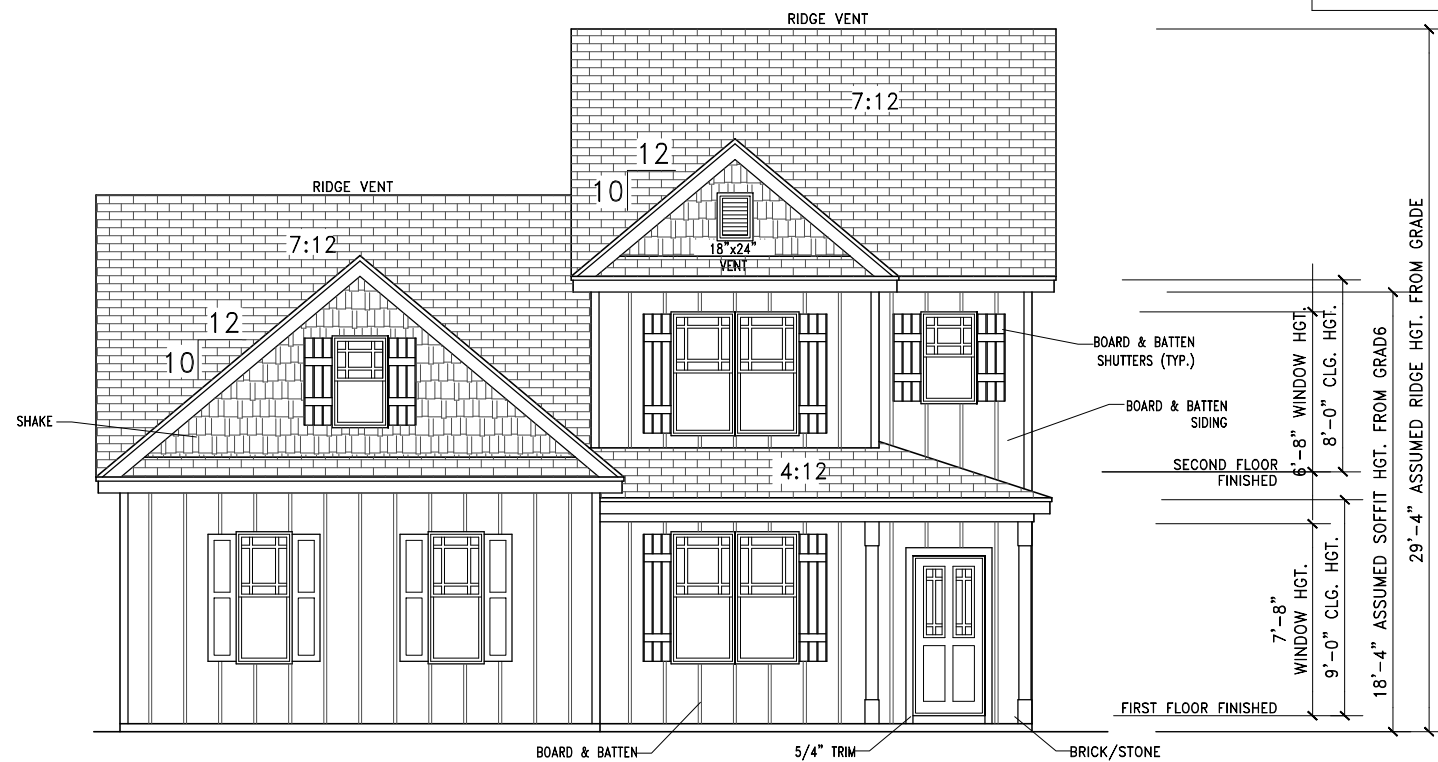 RIDGE VENT
7:12
12
10
RIDGE VENT
7:12
18"x24"
VENT
12
10
BOARD & BATTEN
SHUTTERS (TYP.)
SHAKE
BOARD & BATTEN
SIDING
4:12
SECOND FLOOR
FINISHED
6'-8" WINDOW HGT.
8'-0" CLG. HGT.
7'-8"
WINDOW HGT.
9'-0" CLG. HGT.
18'-4" ASSUMED SOFFIT HGT. FROM GRAD6
29'-4" ASSUMED RIDGE HGT. FROM GRADE
FIRST FLOOR FINISHED
BOARD & BATTEN
5/4" TRIM
BRICK/STONE